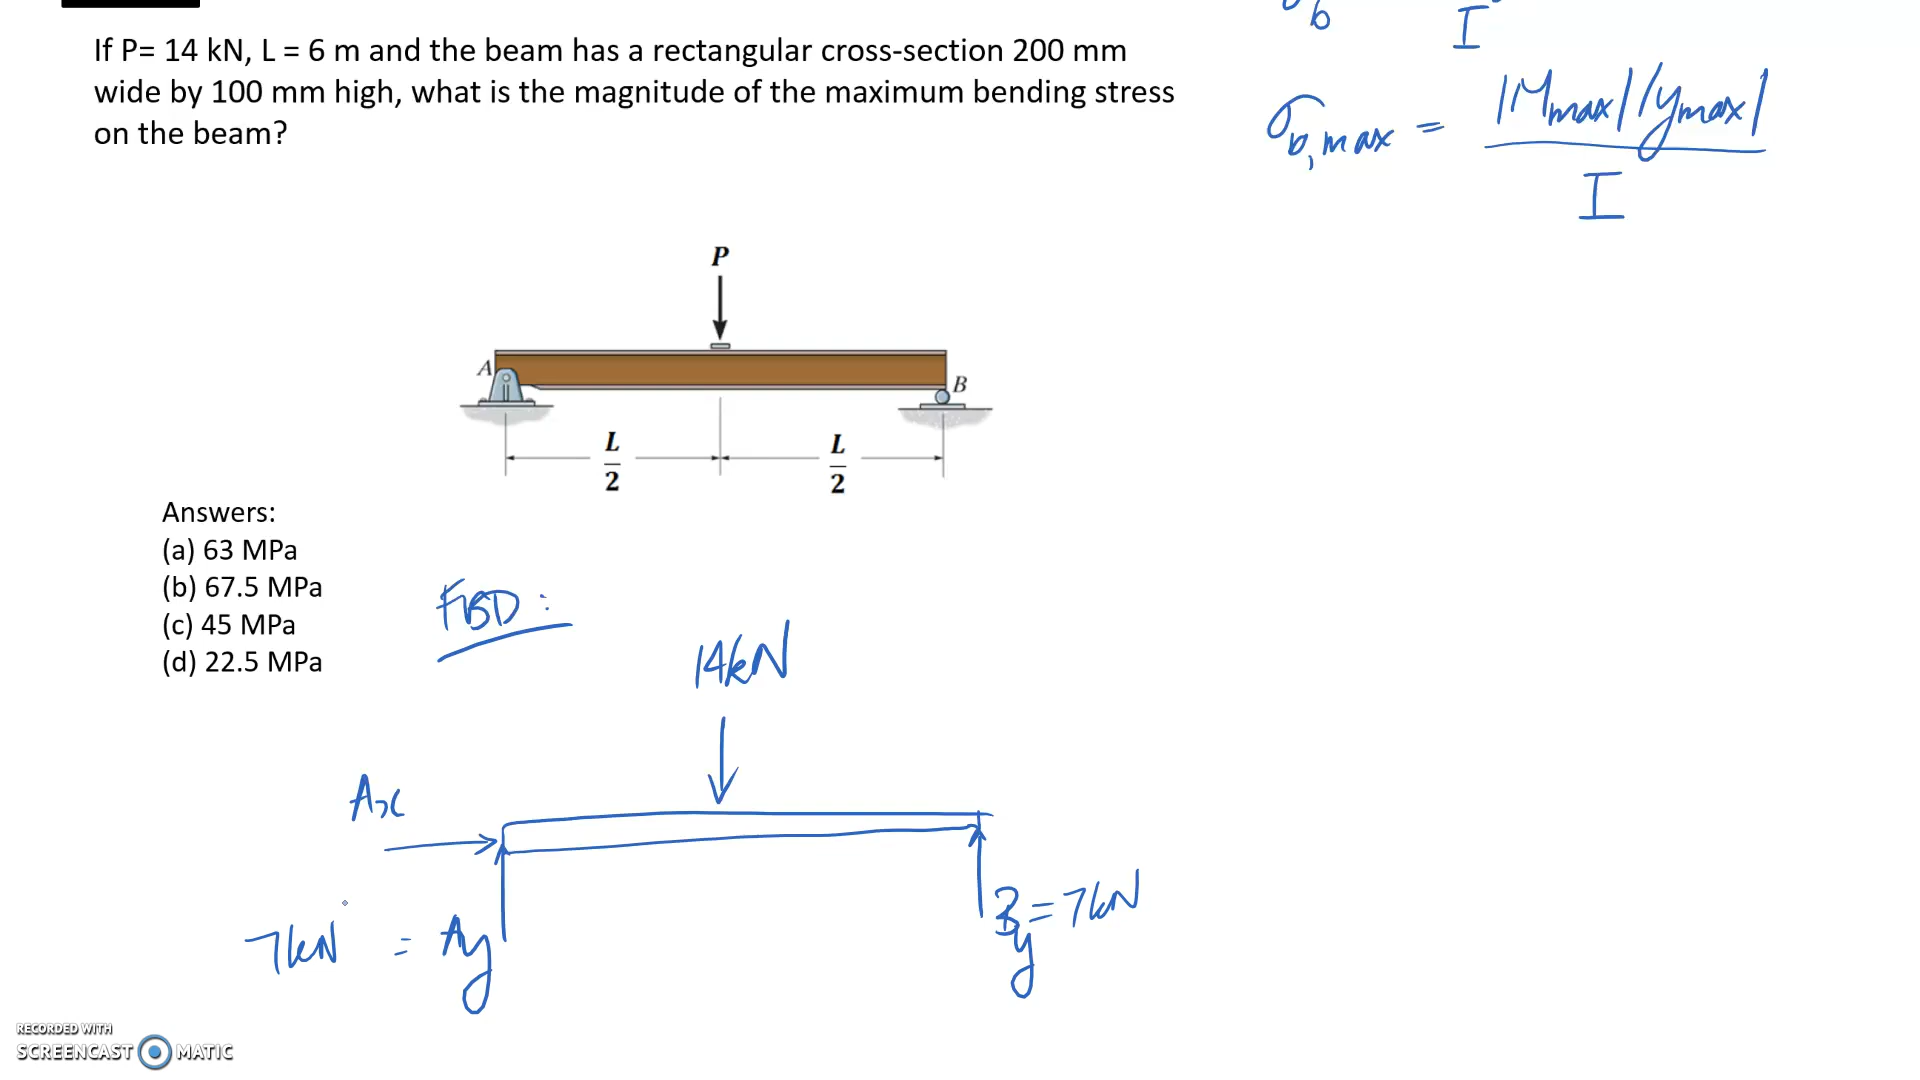 If P= 14 kN, L = 6 m and the beam has a rectangular cross-section 200 mm
wide by 100 mm high, what is the magnitude of the maximum bending stress
on the beam?
b
I
σb,max = |Mmax||ymax|
I
P
A
B
L
2
L
2
Answers:
(a) 63 MPa
(b) 67.5 MPa
(c) 45 MPa
(d) 22.5 MPa
FBD:
14kN
Ax
7kN = Ay
By = 7kN
RECORDED WITH
SCREENCAST MATIC